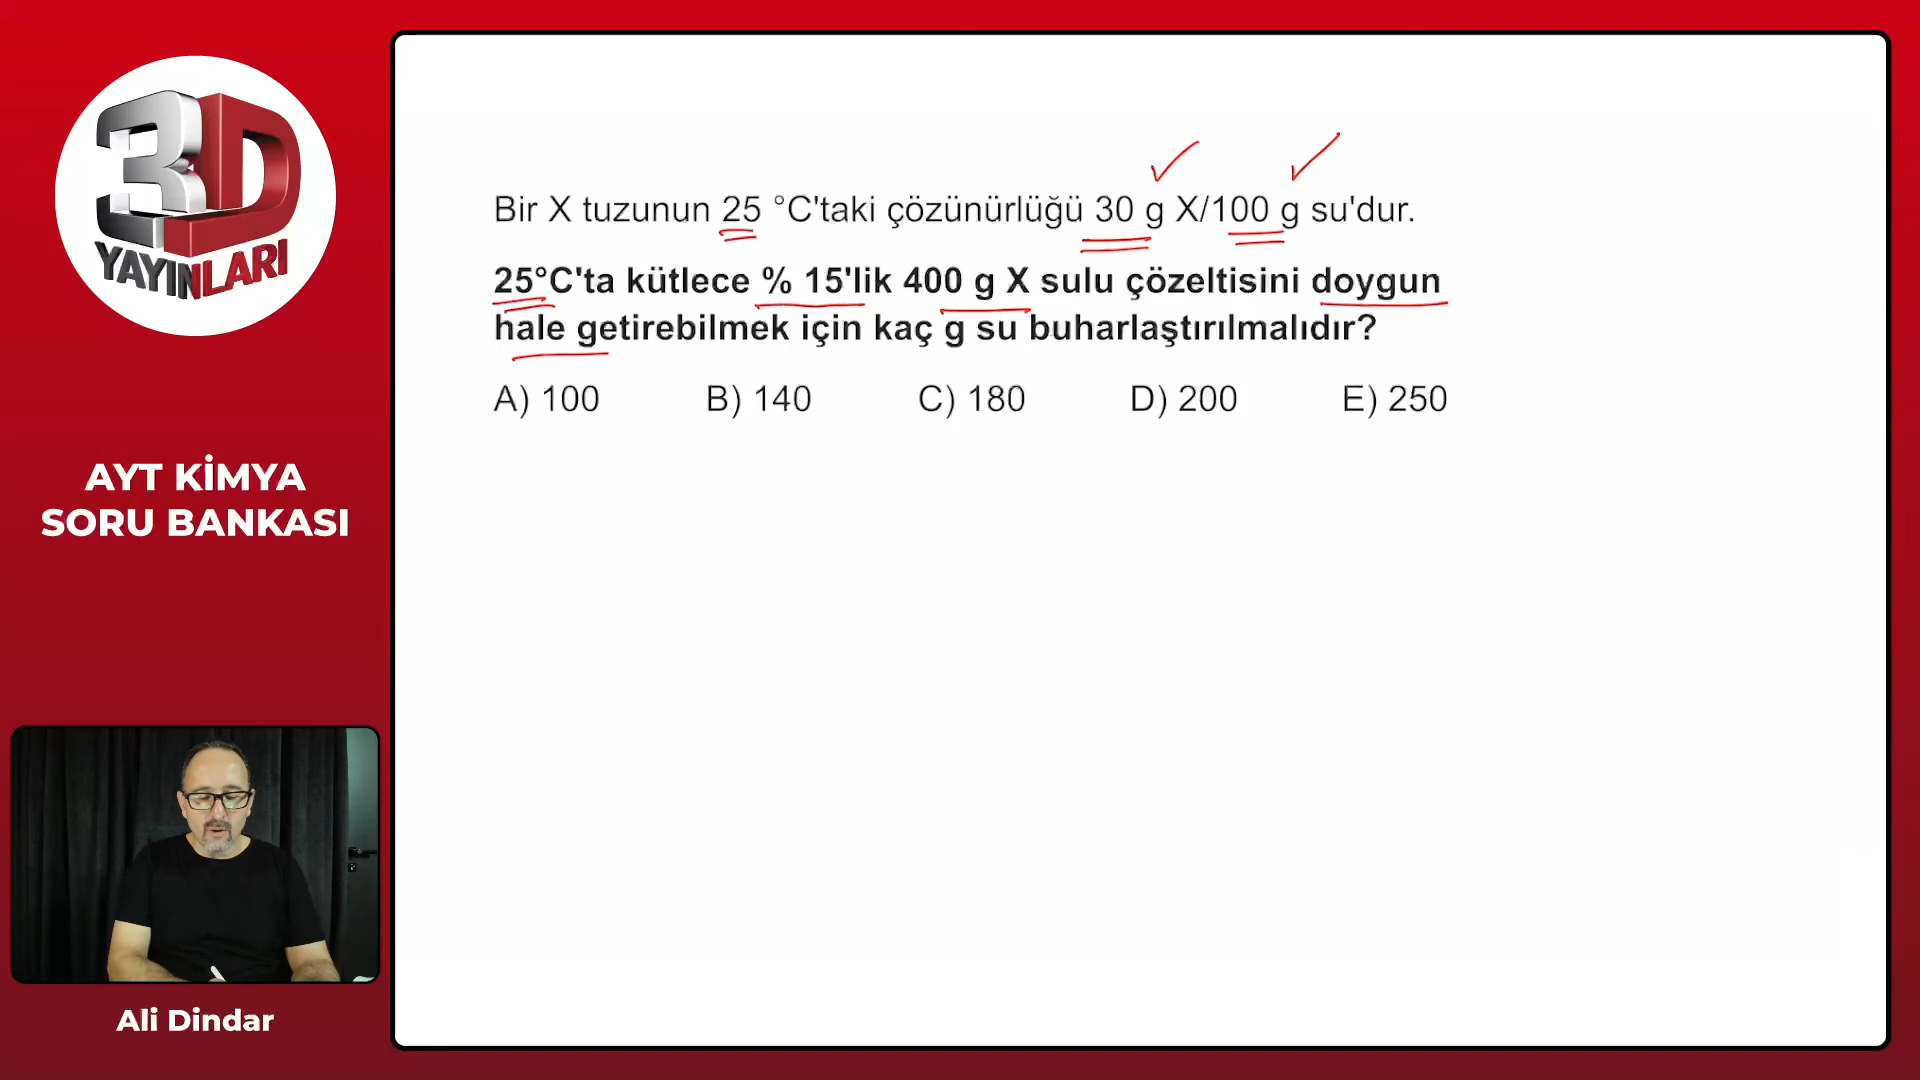 3D
YAYINLARI
AYT KİMYA
SORU BANKASI
Ali Dindar
Bir X tuzunun 25 °C'taki çözünürlüğü 30 g X/100 g su'dur.
25°C'ta kütlece % 15'lik 400 g X sulu çözeltisini doygun
hale getirebilmek için kaç g su buharlaştırılmalıdır?
A) 100 B) 140 C) 180 D) 200 E) 250